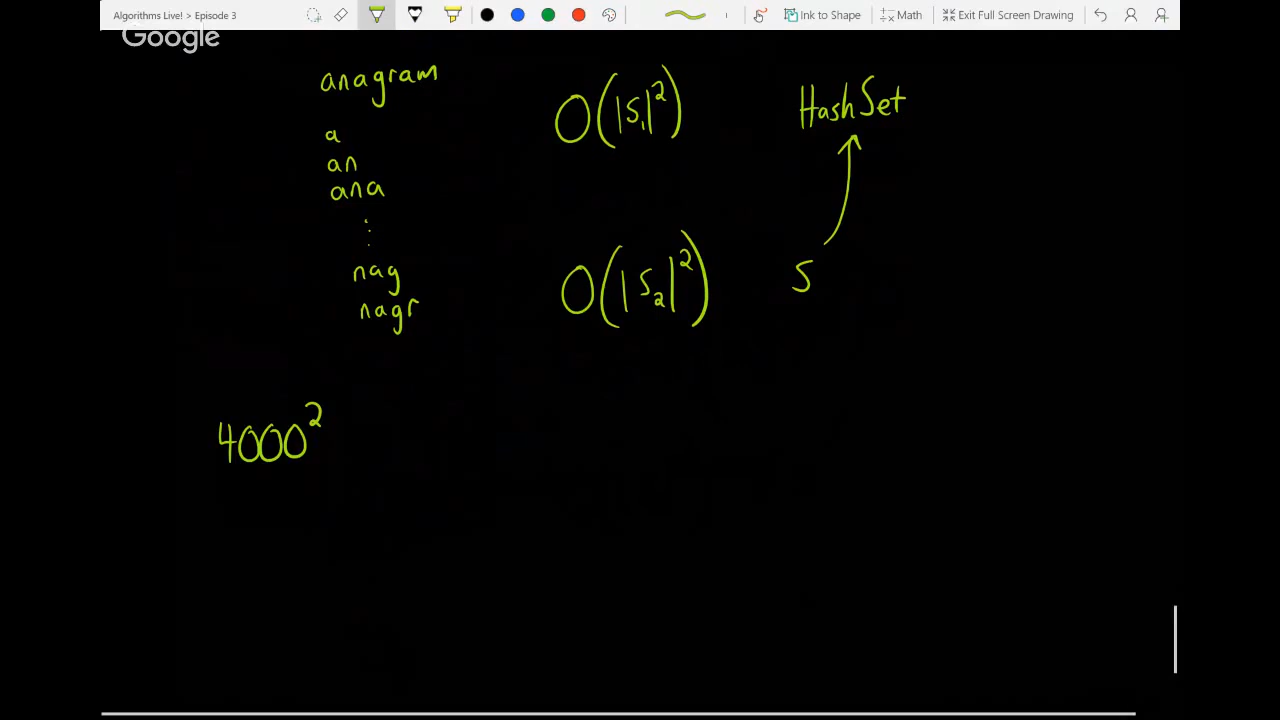 Algorithms Live! > Episode 3
Ink to Shape
Math
Exit Full Screen Drawing
Google
anagram
a
an
ana
⋮
nag
nagr
O(|S₁|²)
O(|S₂|²)
HashSet
S
4000²